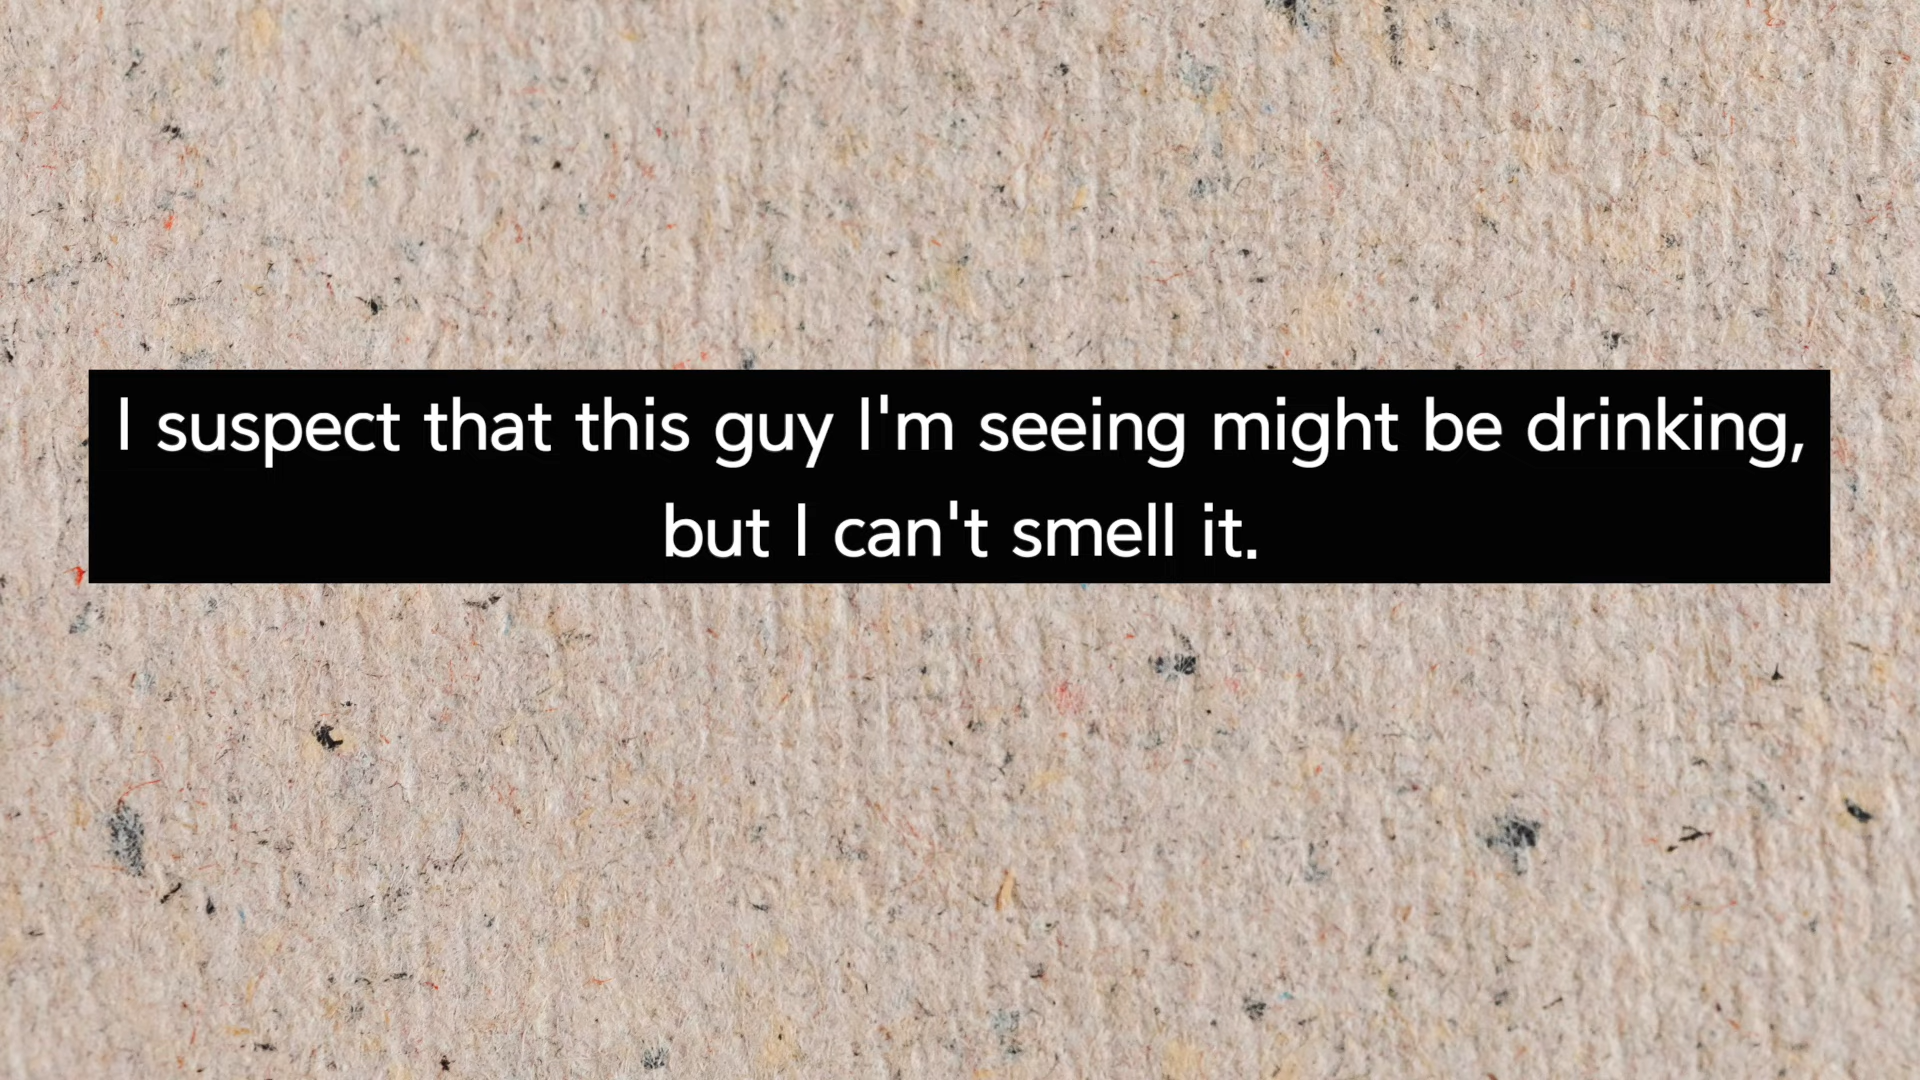 I suspect that this guy I'm seeing might be drinking,
but I can't smell it.